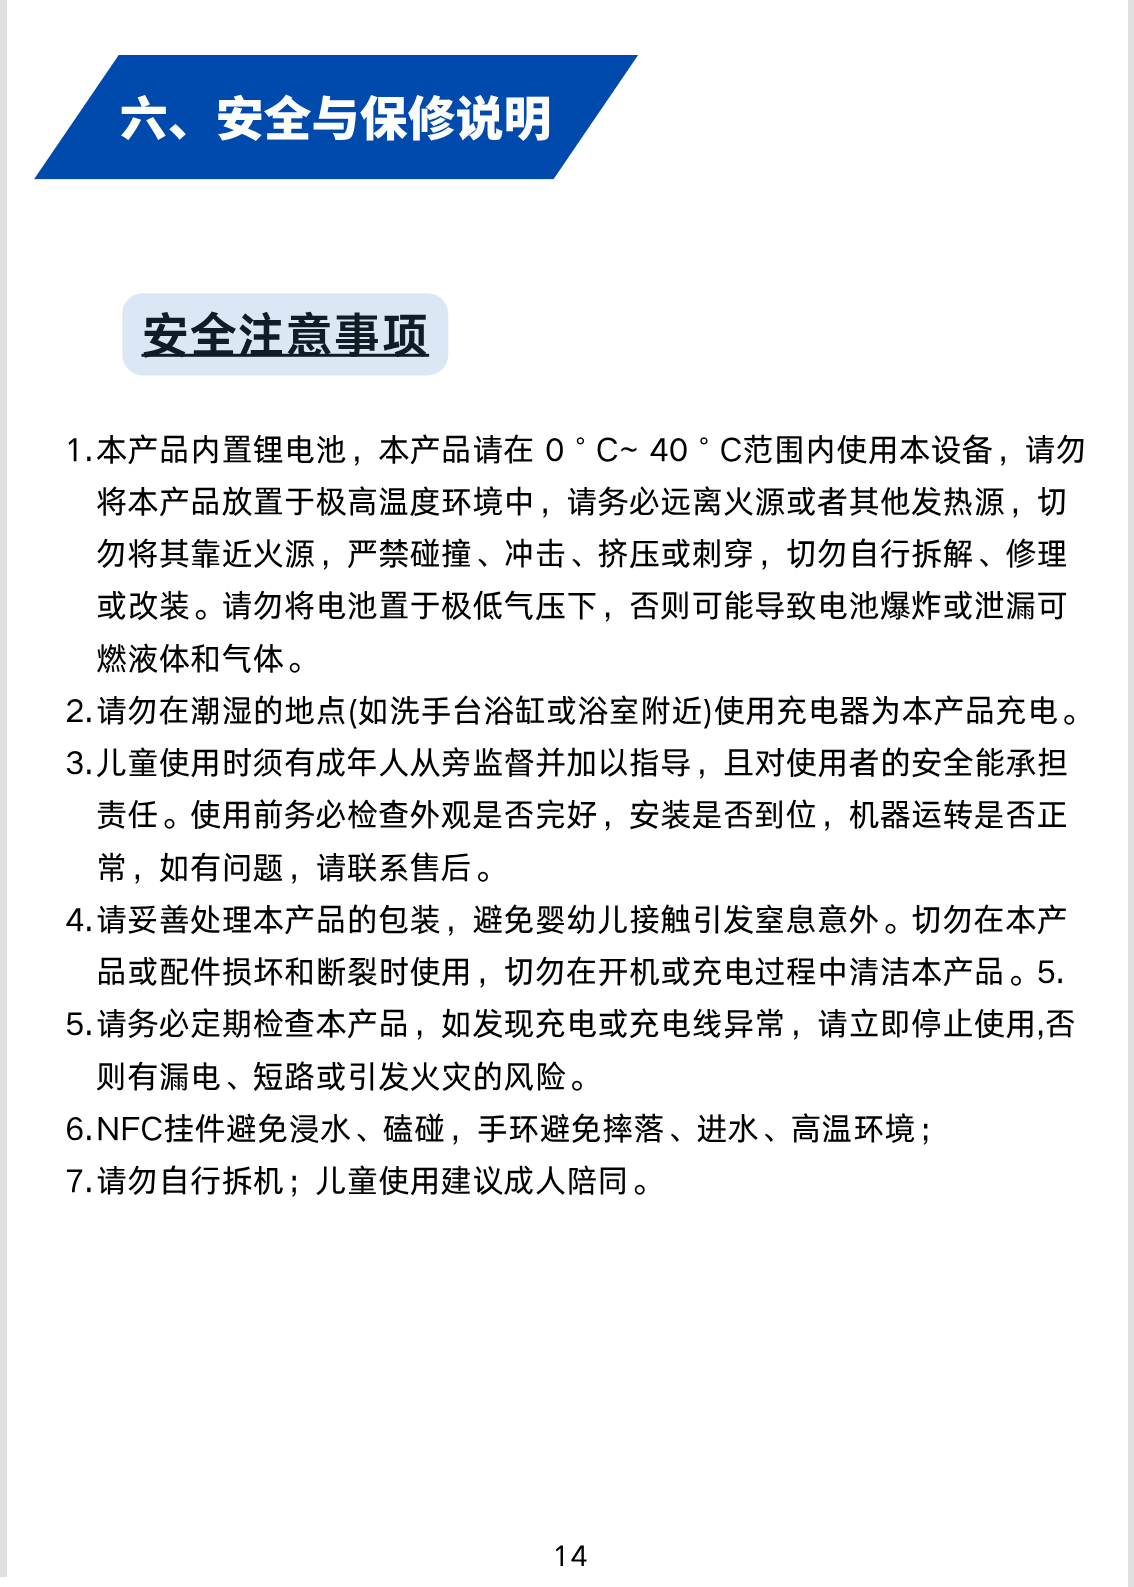 六、安全与保修说明
安全注意事项
1.本产品内置锂电池，本产品请在 0 ° C~ 40 ° C范围内使用本设备，请勿
将本产品放置于极高温度环境中，请务必远离火源或者其他发热源，切
勿将其靠近火源，严禁碰撞、冲击、挤压或刺穿，切勿自行拆解、修理
或改装。请勿将电池置于极低气压下，否则可能导致电池爆炸或泄漏可
燃液体和气体。
2.请勿在潮湿的地点(如洗手台浴缸或浴室附近)使用充电器为本产品充电。
3.儿童使用时须有成年人从旁监督并加以指导，且对使用者的安全能承担
责任。使用前务必检查外观是否完好，安装是否到位，机器运转是否正
常，如有问题，请联系售后。
4.请妥善处理本产品的包装，避免婴幼儿接触引发窒息意外。切勿在本产
品或配件损坏和断裂时使用，切勿在开机或充电过程中清洁本产品。5.
5.请务必定期检查本产品，如发现充电或充电线异常，请立即停止使用,否
则有漏电、短路或引发火灾的风险。
6.NFC挂件避免浸水、磕碰，手环避免摔落、进水、高温环境；
7.请勿自行拆机；儿童使用建议成人陪同。
14